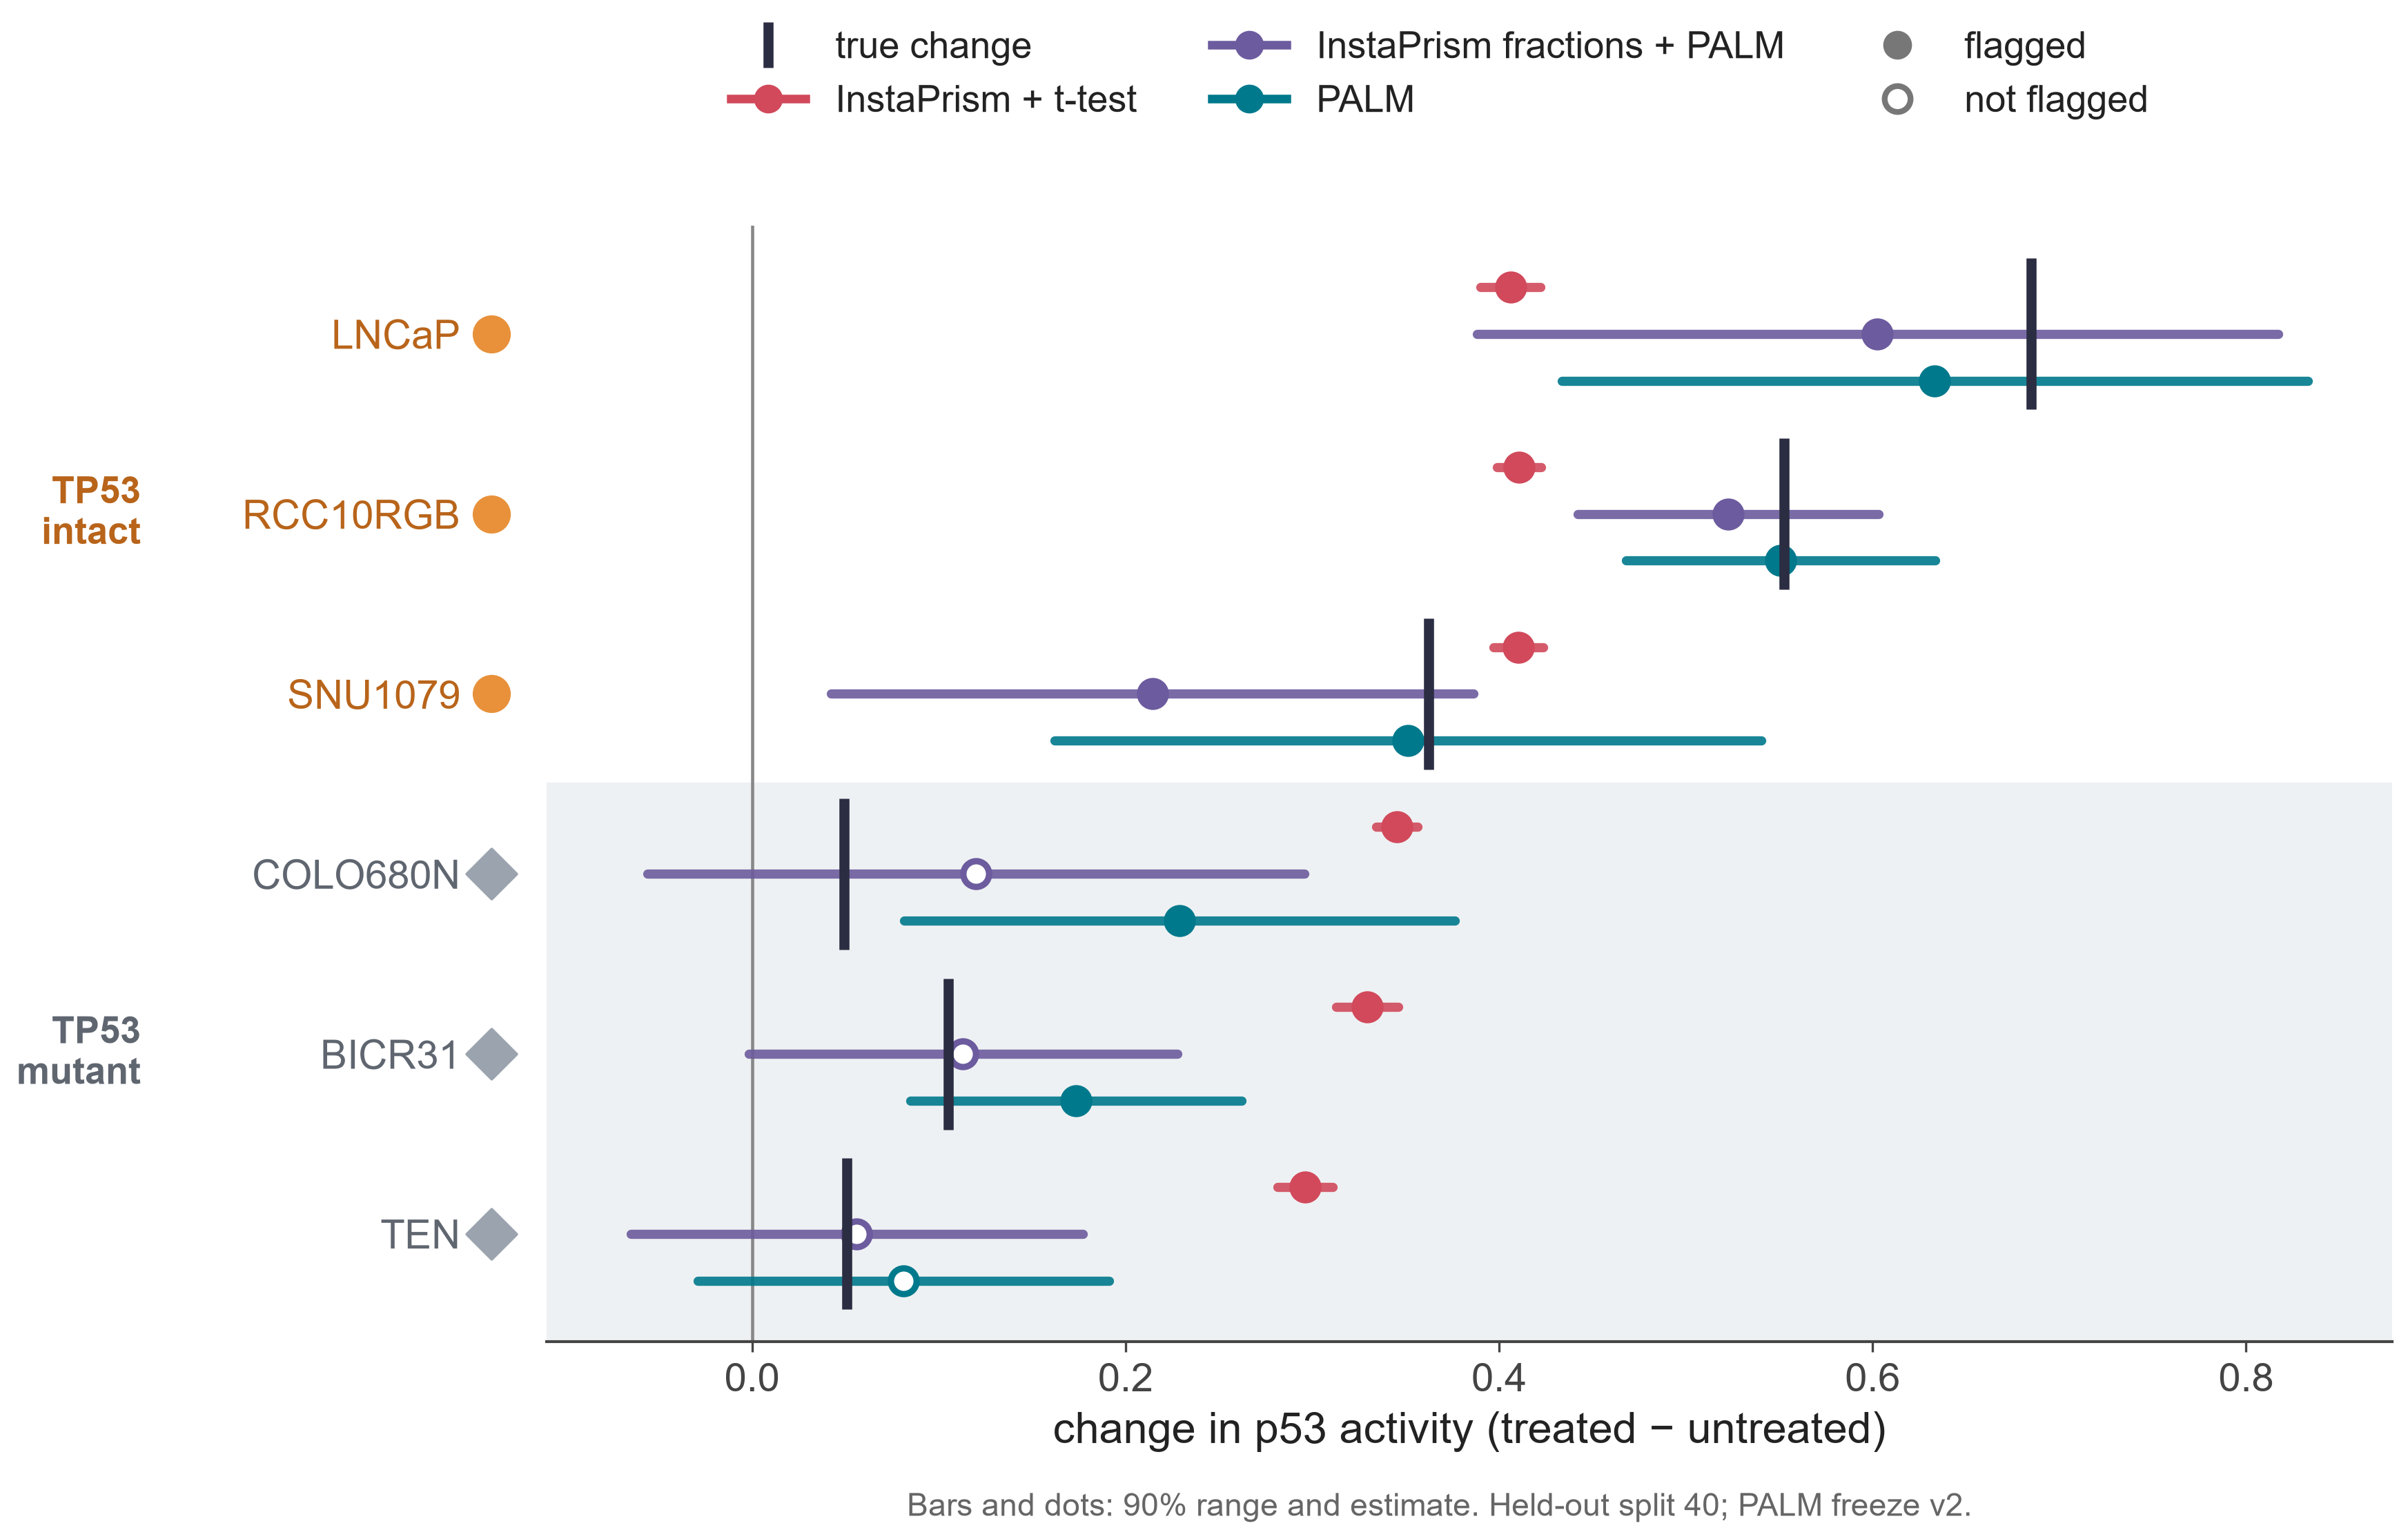 true change
InstaPrism + t-test
InstaPrism fractions + PALM
PALM
flagged
not flagged
LNCaP
TP53
intact
RCC10RGB
SNU1079
COLO680N
TP53
mutant
BICR31
TEN
0.0 0.2 0.4 0.6 0.8
change in p53 activity (treated − untreated)
Bars and dots: 90% range and estimate. Held-out split 40; PALM freeze v2.